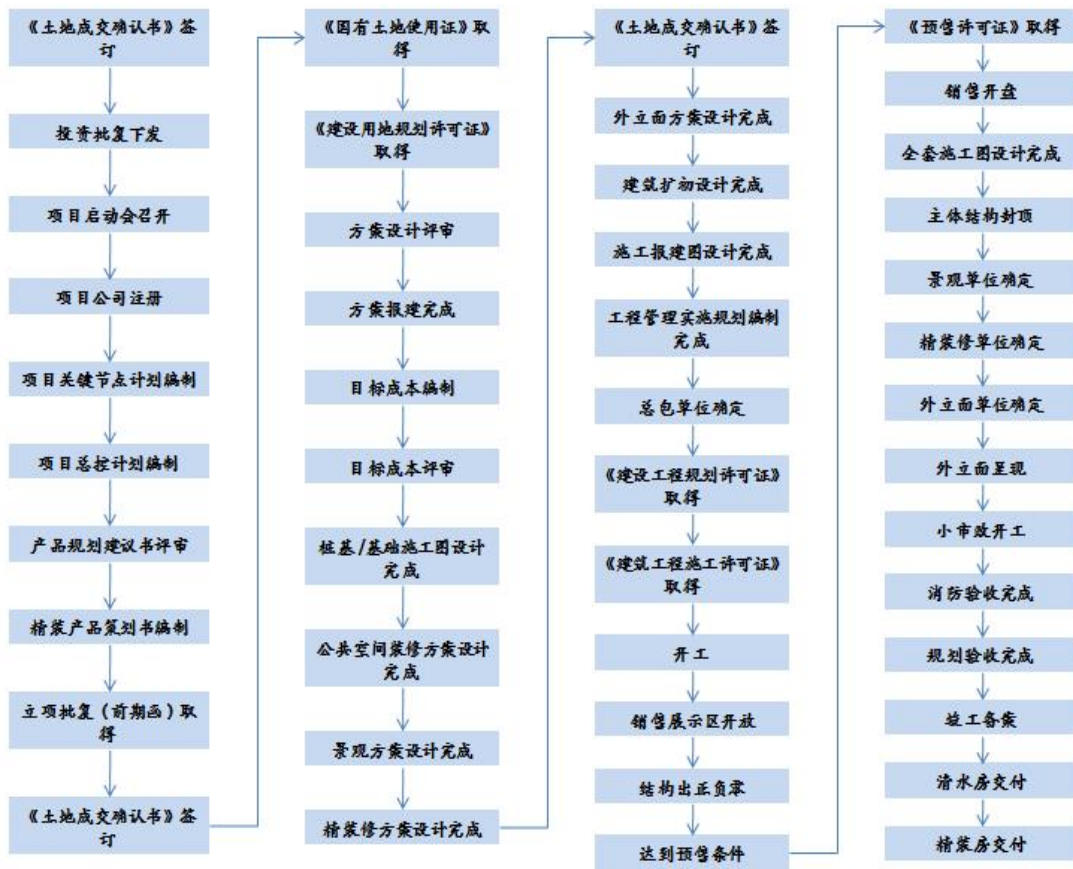 《土地成交确认书》签
订
投资批复下发
项目启动会召开
项目公司注册
项目关键节点计划编制
项目总控计划编制
产品规划建议书评审
精装产品策划书编制
立项批复（前期函）取
得
《土地成交确认书》签
订
《国有土地使用证》取
得
《建设用地规划许可证》
取得
方案设计评审
方案报建完成
目标成本编制
目标成本评审
桩基/基础施工图设计
完成
公共空间装修方案设计
完成
景观方案设计完成
精装修方案设计完成
《土地成交确认书》签
订
外立面方案设计完成
建筑扩初设计完成
施工报建图设计完成
工程管理实施规划编制
完成
总包单位确定
《建设工程规划许可证》
取得
《建筑工程施工许可证》
取得
开工
销售展示区开放
结构出正负零
达到预售条件
《预售许可证》取得
销售开盘
全套施工图设计完成
主体结构封顶
景观单位确定
精装修单位确定
外立面单位确定
外立面呈现
小市政开工
消防验收完成
规划验收完成
竣工备案
清水房交付
精装房交付